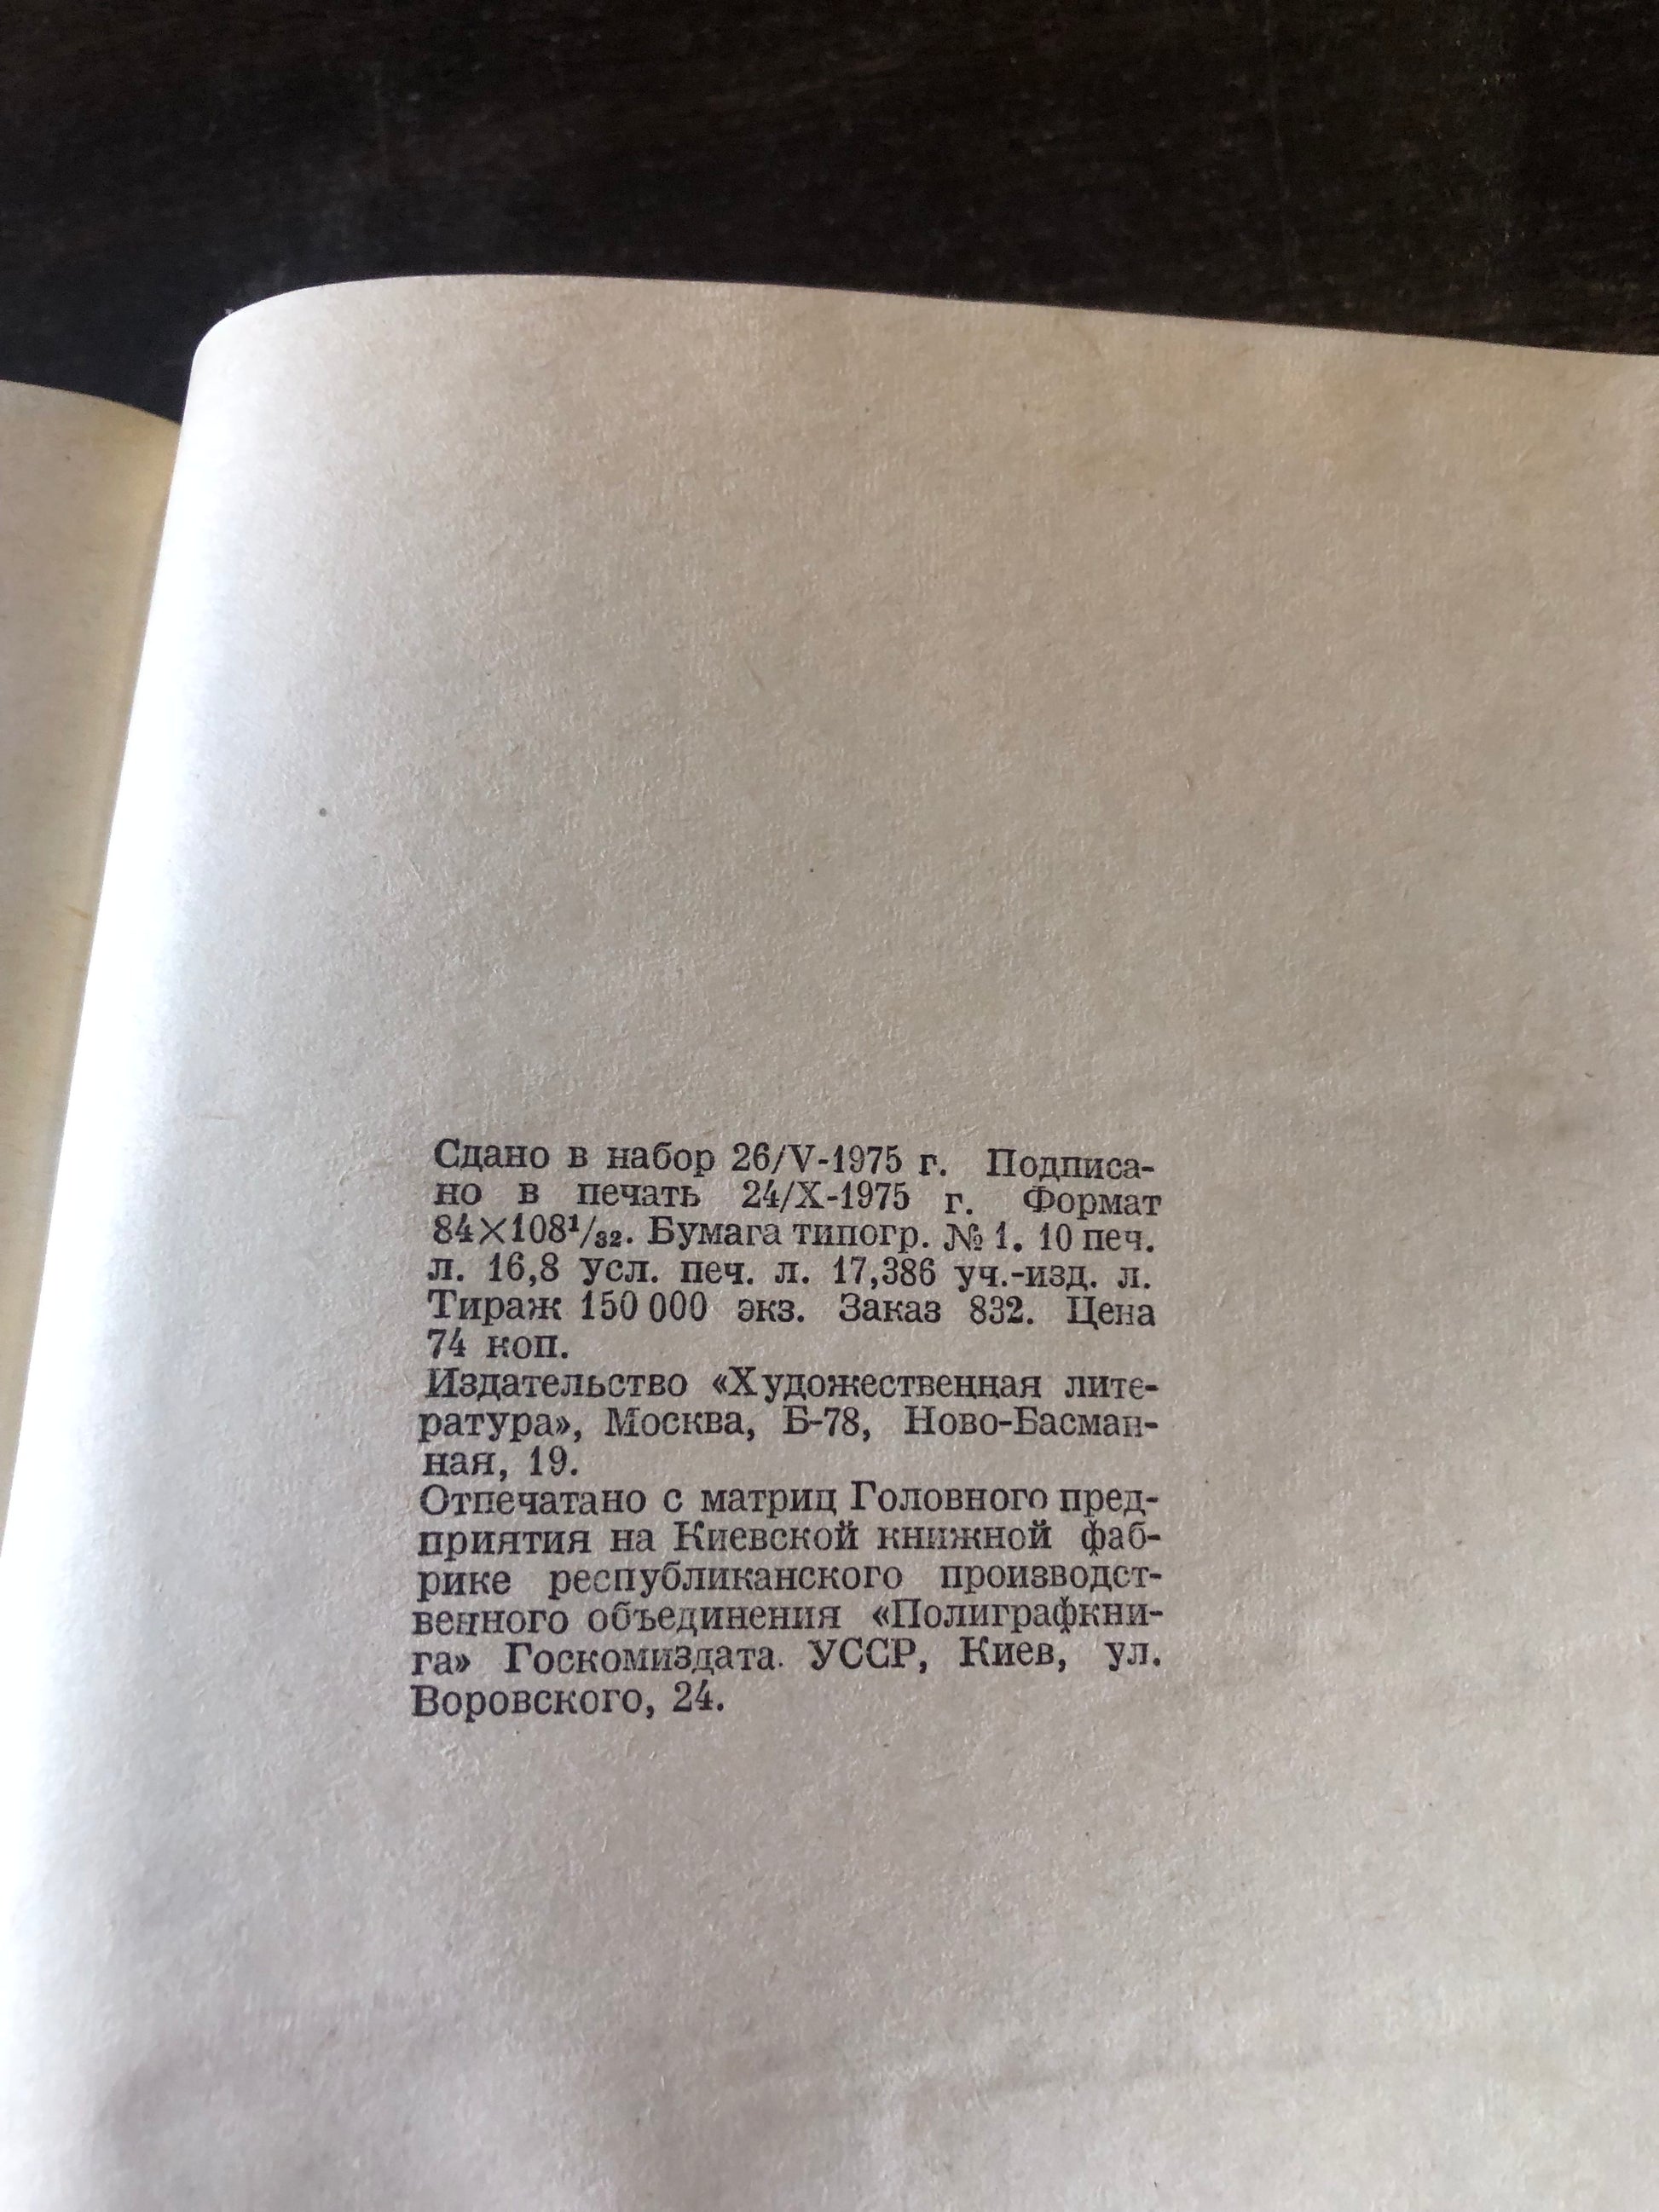 Сдано в набор 26/V-1975 г. Подписа-
но в печать 24/X-1975 г. Формат
84×108¹/₃₂. Бумага типогр. № 1. 10 печ.
л. 16,8 усл. печ. л. 17,386 уч.-изд. л.
Тираж 150 000 экз. Заказ 832. Цена
74 коп.
Издательство «Художественная лите-
ратура», Москва, Б-78, Ново-Басман-
ная, 19.
Отпечатано с матриц Головного пред-
приятия на Киевской книжной фаб-
рике республиканского производст-
венного объединения «Полиграфкни-
га» Госкомиздата. УССР, Киев, ул.
Воровского, 24.